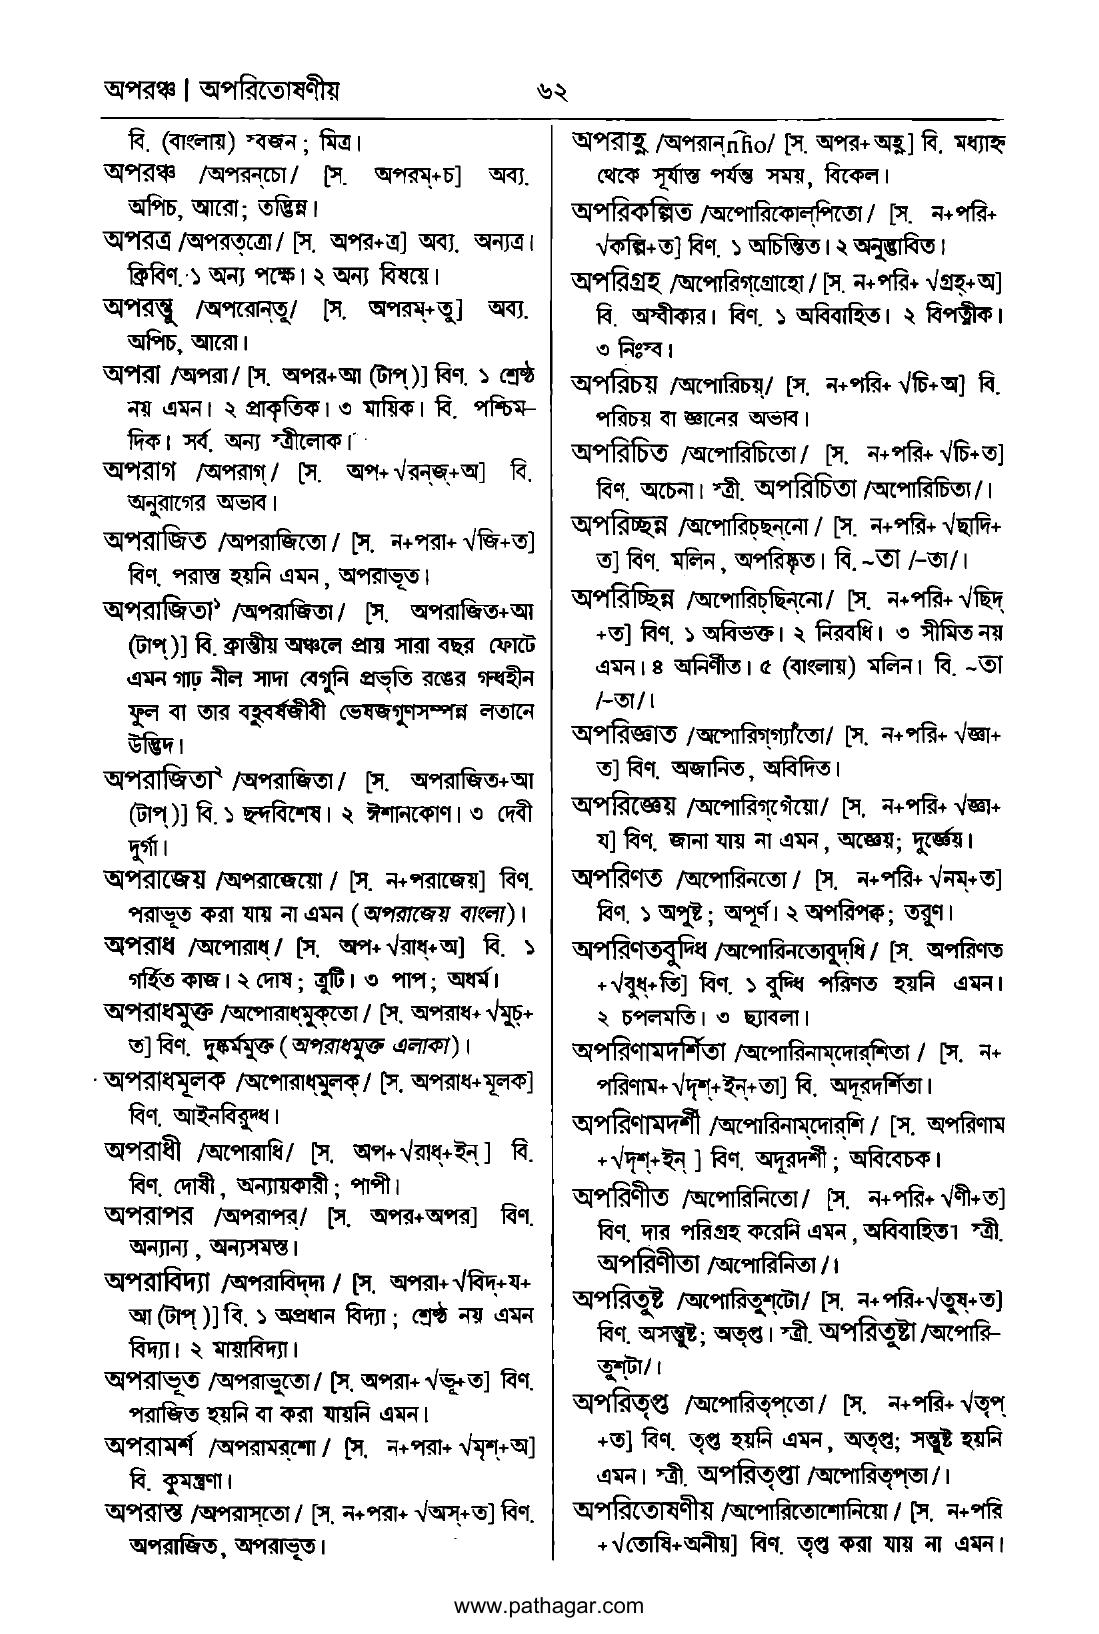 অপরঞ্চ | অপরিতোষণীয়
৬২
বি. (বাংলায়) স্বজন ; মিত্র।
অপরঞ্চ /অপরন্‌চো/ [স. অপরম্+চ] অব্য.
অপিচ, আরো; তদ্ভিন্ন।
অপরত্র /অপরত্‌ত্রো/ [স. অপর+ত্র] অব্য. অন্যত্র।
ক্রিবিণ. ১ অন্য পক্ষে। ২ অন্য বিষয়ে।
অপরন্তু /অপরোন্‌তু/ [স. অপরম্+তু] অব্য.
অপিচ, আরো।
অপরা /অপরা/ [স. অপর+আ (টাপ্)] বিণ. ১ শ্রেষ্ঠ
নয় এমন। ২ প্রাকৃতিক। ৩ মায়িক। বি. পশ্চিম–
দিক। সর্ব. অন্য স্ত্রীলোক।
অপরাগ /অপরাগ্/ [স. অপ+√রন্‌জ্+অ] বি.
অনুরাগের অভাব।
অপরাজিত /অপরাজিতো/ [স. ন+পরা+√জি+ত]
বিণ. পরাস্ত হয়নি এমন, অপরাভূত।
অপরাজিতা১ /অপরাজিতা/ [স. অপরাজিত+আ
(টাপ্)] বি. ক্রান্তীয় অঞ্চলে প্রায় সারা বছর ফোটে
এমন গাঢ় নীল সাদা বেগুনি প্রভৃতি রঙের গন্ধহীন
ফুল বা তার বহুবর্ষজীবী ভেষজগুণসম্পন্ন লতানে
উদ্ভিদ।
অপরাজিতা২ /অপরাজিতা/ [স. অপরাজিত+আ
(টাপ্)] বি. ১ ছন্দবিশেষ। ২ ঈশানকোণ। ৩ দেবী
দুর্গা।
অপরাজেয় /অপরাজেয়ো/ [স. ন+পরাজেয়] বিণ.
পরাভূত করা যায় না এমন (অপরাজেয় বাংলা)।
অপরাধ /অপোরাধ্/ [স. অপ+√রাধ্+অ] বি. ১
গর্হিত কাজ। ২ দোষ ; ত্রুটি। ৩ পাপ; অধর্ম।
অপরাধমুক্ত /অপোরাধ্‌মুক্‌তো/ [স. অপরাধ+√মুচ্+
ত] বিণ. দুষ্কর্মমুক্ত (অপরাধমুক্ত এলাকা)।
অপরাধমূলক /অপোরাধ্‌মুলক্/ [স. অপরাধ+মূলক]
বিণ. আইনবিরুদ্ধ।
অপরাধী /অপোরাধি/ [স. অপ+√রাধ্+ইন্] বি.
বিণ. দোষী, অন্যায়কারী; পাপী।
অপরাপর /অপরাপর্/ [স. অপর+অপর] বিণ.
অন্যান্য, অন্যসমস্ত।
অপরাবিদ্যা /অপরাবিদ্‌দা/ [স. অপরা+√বিদ্+য+
আ (টাপ্)] বি. ১ অপ্রধান বিদ্যা; শ্রেষ্ঠ নয় এমন
বিদ্যা। ২ মায়াবিদ্যা।
অপরাভূত /অপরাভুতো/ [স. অপরা+√ভূ+ত] বিণ.
পরাজিত হয়নি বা করা যায়নি এমন।
অপরামর্শ /অপরামর্‌শো/ [স. ন+পরা+√মৃশ্+অ]
বি. কুমন্ত্রণা।
অপরাস্ত /অপরাস্‌তো/ [স. ন+পরা+√অস্+ত] বিণ.
অপরাজিত, অপরাভূত।
অপরাহ্ণ /অপরান্‌n̂ho/ [স. অপর+অহ্ণ] বি. মধ্যাহ্ন
থেকে সূর্যাস্ত পর্যন্ত সময়, বিকেল।
অপরিকল্পিত /অপোরিকোল্‌পিতো/ [স. ন+পরি+
√কল্পি+ত] বিণ. ১ অচিন্তিত। ২ অনুদ্ভাবিত।
অপরিগ্রহ /অপোরিগ্‌গ্রোহো/ [স. ন+পরি+√গ্রহ্+অ]
বি. অস্বীকার। বিণ. ১ অবিবাহিত। ২ বিপত্নীক।
৩ নিঃস্ব।
অপরিচয় /অপোরিচয়্/ [স. ন+পরি+√চি+অ] বি.
পরিচয় বা জ্ঞানের অভাব।
অপরিচিত /অপোরিচিতো/ [স. ন+পরি+√চি+ত]
বিণ. অচেনা। স্ত্রী. অপরিচিতা /অপোরিচিতা/।
অপরিচ্ছন্ন /অপোরিচ্‌ছন্‌নো/ [স. ন+পরি+√ছাদি+
ত] বিণ. মলিন, অপরিষ্কৃত। বি. ~তা /–তা/।
অপরিচ্ছিন্ন /অপোরিচ্‌ছিন্‌নো/ [স. ন+পরি+√ছিদ্
+ত] বিণ. ১ অবিভক্ত। ২ নিরবধি। ৩ সীমিত নয়
এমন। ৪ অনির্ণীত। ৫ (বাংলায়) মলিন। বি. ~তা
/–তা/।
অপরিজ্ঞাত /অপোরিগ্‌গ্যাঁতো/ [স. ন+পরি+√জ্ঞা+
ত] বিণ. অজানিত, অবিদিত।
অপরিজ্ঞেয় /অপোরিগ্‌গেঁয়ো/ [স. ন+পরি+√জ্ঞা+
য] বিণ. জানা যায় না এমন, অজ্ঞেয়; দুর্জ্ঞেয়।
অপরিণত /অপোরিনতো/ [স. ন+পরি+√নম্+ত]
বিণ. ১ অপুষ্ট; অপূর্ণ। ২ অপরিপক্ব; তরুণ।
অপরিণতবুদ্ধি /অপোরিনতোবুদ্‌ধি/ [স. অপরিণত
+√বুধ্+তি] বিণ. ১ বুদ্ধি পরিণত হয়নি এমন।
২ চপলমতি। ৩ ছ্যাবলা।
অপরিণামদর্শিতা /অপোরিনাম্‌দোর্‌শিতা/ [স. ন+
পরিণাম+√দৃশ্+ইন্+তা] বি. অদূরদর্শিতা।
অপরিণামদর্শী /অপোরিনাম্‌দোর্‌শি/ [স. অপরিণাম
+√দৃশ্+ইন্] বিণ. অদূরদর্শী; অবিবেচক।
অপরিণীত /অপোরিনিতো/ [স. ন+পরি+√ণী+ত]
বিণ. দার পরিগ্রহ করেনি এমন, অবিবাহিত। স্ত্রী.
অপরিণীতা /অপোরিনিতা/।
অপরিতুষ্ট /অপোরিতুশ্‌টো/ [স. ন+পরি+√তুষ্+ত]
বিণ. অসন্তুষ্ট; অতৃপ্ত। স্ত্রী. অপরিতুষ্টা /অপোরি–
তুশ্‌টা/।
অপরিতৃপ্ত /অপোরিতৃপ্‌তো/ [স. ন+পরি+√তৃপ্
+ত] বিণ. তৃপ্ত হয়নি এমন, অতৃপ্ত; সন্তুষ্ট হয়নি
এমন। স্ত্রী. অপরিতৃপ্তা /অপোরিতৃপ্‌তা/।
অপরিতোষণীয় /অপোরিতোশোনিয়ো/ [স. ন+পরি
+√তোষি+অনীয়] বিণ. তৃপ্ত করা যায় না এমন।
www.pathagar.com